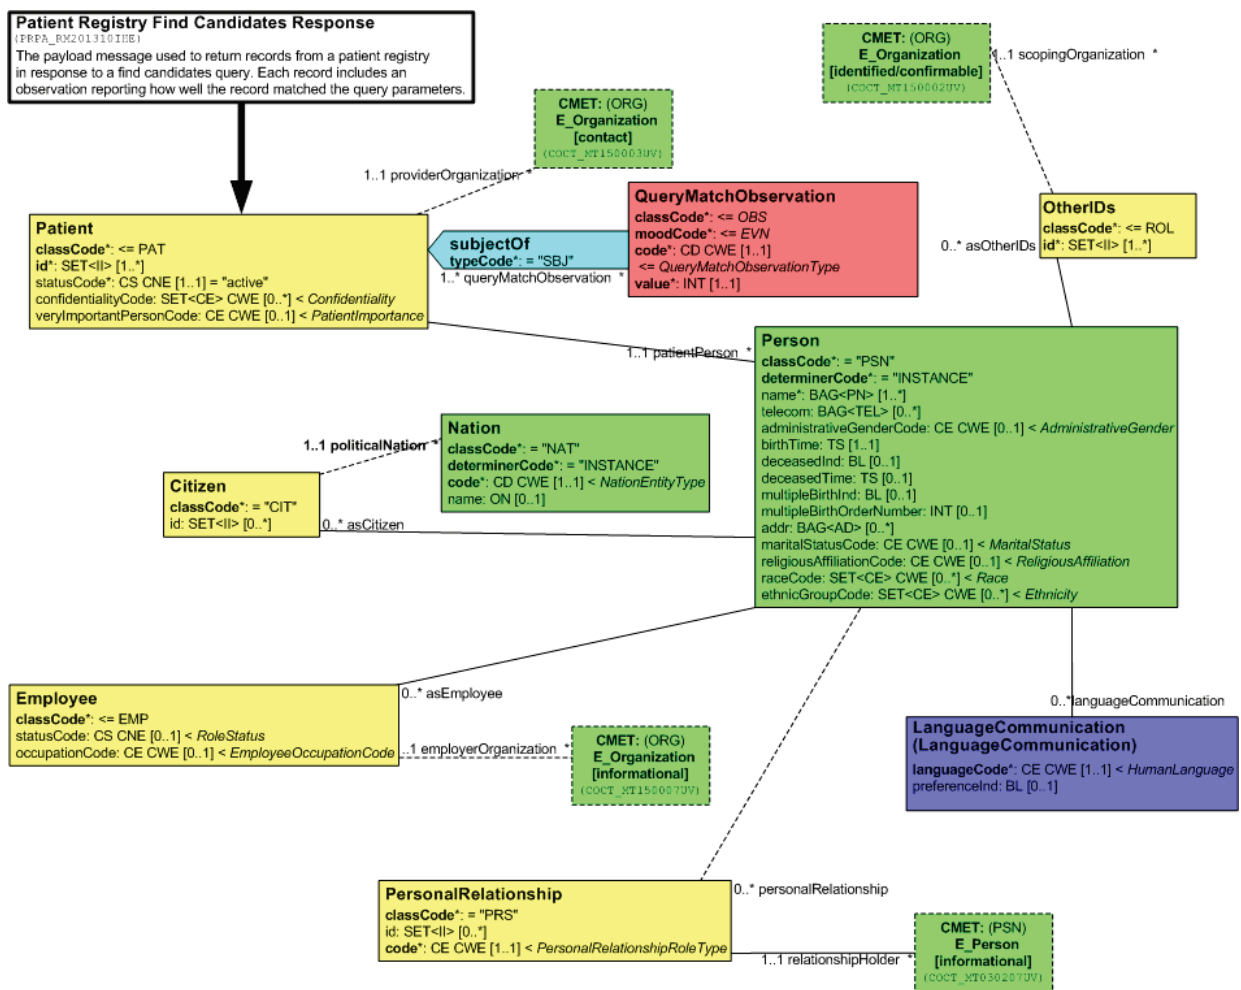 Patient Registry Find Candidates Response
(PRPA_RM201310IHE)
The payload message used to return records from a patient registry
in response to a find candidates query. Each record includes an
observation reporting how well the record matched the query parameters.
CMET: (ORG)
E_Organization
[contact]
(COCT_MT150003UV)
1..1 providerOrganization *
CMET: (ORG)
E_Organization
[identified/confirmable]
(COCT_MT150002UV)
1..1 scopingOrganization *
Patient
classCode*: <= PAT
id*: SET<II> [1..*]
statusCode*: CS CNE [1..1] = "active"
confidentialityCode: SET<CE> CWE [0..*] < Confidentiality
veryImportantPersonCode: CE CWE [0..1] < PatientImportance
subjectOf
typeCode*: = "SBJ"
1..* queryMatchObservation *
QueryMatchObservation
classCode*: <= OBS
moodCode*: <= EVN
code*: CD CWE [1..1]
<= QueryMatchObservationType
value*: INT [1..1]
OtherIDs
classCode*: <= ROL
id*: SET<II> [1..*]
0..* asOtherIDs
1..1 patientPerson *
Person
classCode*: = "PSN"
determinerCode*: = "INSTANCE"
name*: BAG<PN> [1..*]
telecom: BAG<TEL> [0..*]
administrativeGenderCode: CE CWE [0..1] < AdministrativeGender
birthTime: TS [1..1]
deceasedInd: BL [0..1]
deceasedTime: TS [0..1]
multipleBirthInd: BL [0..1]
multipleBirthOrderNumber: INT [0..1]
addr: BAG<AD> [0..*]
maritalStatusCode: CE CWE [0..1] < MaritalStatus
religiousAffiliationCode: CE CWE [0..1] < ReligiousAffiliation
raceCode: SET<CE> CWE [0..*] < Race
ethnicGroupCode: SET<CE> CWE [0..*] < Ethnicity
1..1 politicalNation *
Nation
classCode*: = "NAT"
determinerCode*: = "INSTANCE"
code*: CD CWE [1..1] < NationEntityType
name: ON [0..1]
Citizen
classCode*: = "CIT"
id: SET<II> [0..*]
0..* asCitizen
Employee
classCode*: <= EMP
statusCode: CS CNE [0..1] < RoleStatus
occupationCode: CE CWE [0..1] < EmployeeOccupationCode
0..* asEmployee
..1 employerOrganization *
CMET: (ORG)
E_Organization
[informational]
(COCT_MT150007UV)
0..*languageCommunication
LanguageCommunication
(LanguageCommunication)
languageCode*: CE CWE [1..1] < HumanLanguage
preferenceInd: BL [0..1]
PersonalRelationship
classCode*: = "PRS"
id: SET<II> [0..*]
code*: CE CWE [1..1] < PersonalRelationshipRoleType
0..* personalRelationship
1..1 relationshipHolder *
CMET: (PSN)
E_Person
[informational]
(COCT_MT030207UV)